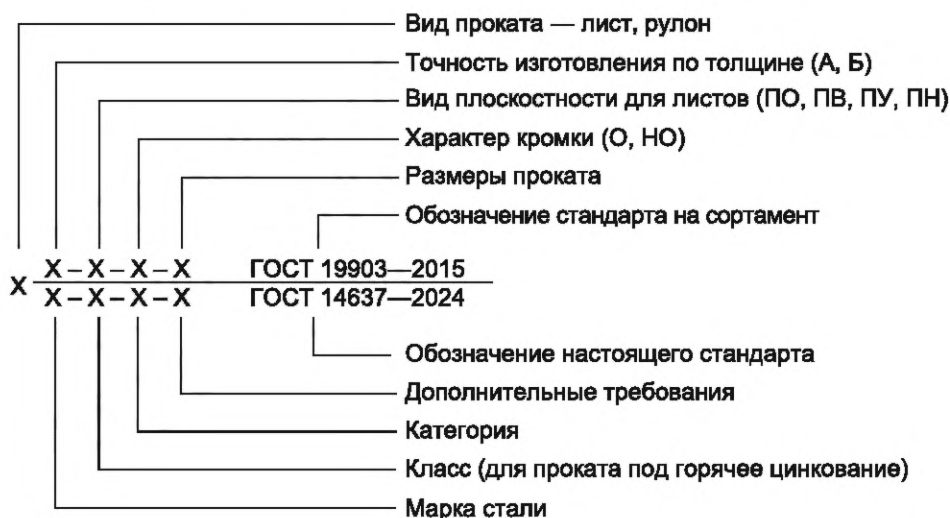 Вид проката — лист, рулон
Точность изготовления по толщине (А, Б)
Вид плоскостности для листов (ПО, ПВ, ПУ, ПН)
Характер кромки (О, НО)
Размеры проката
Обозначение стандарта на сортамент
Х – Х – Х – Х ГОСТ 19903—2015
Х
Х – Х – Х – Х ГОСТ 14637—2024
Обозначение настоящего стандарта
Дополнительные требования
Категория
Класс (для проката под горячее цинкование)
Марка стали